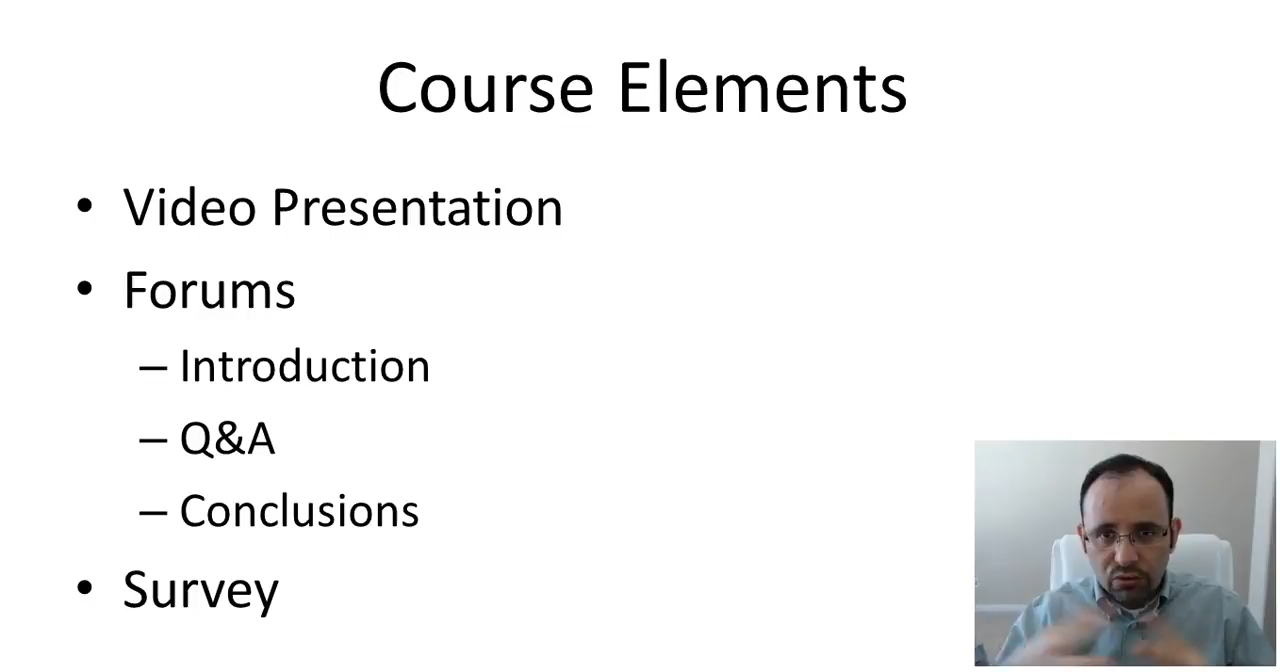 Course Elements
• Video Presentation
• Forums
– Introduction
– Q&A
– Conclusions
• Survey